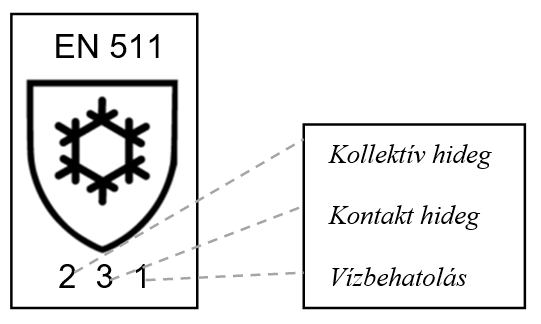 EN 511
2 3 1
Kollektív hideg
Kontakt hideg
Vízbehatolás